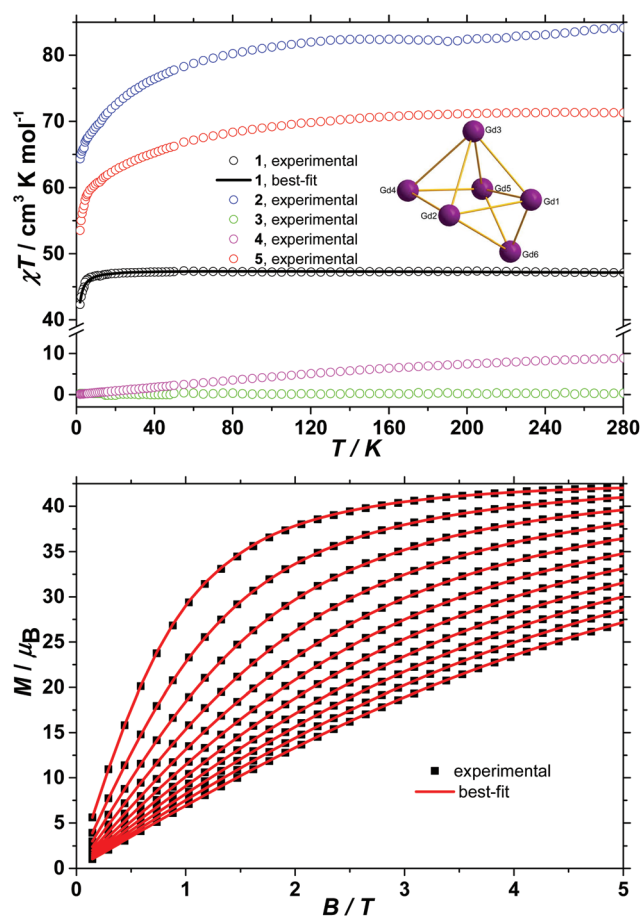 χT / cm³ K mol⁻¹
90
80
70
60
50
40
10
0
1, experimental
1, best-fit
2, experimental
3, experimental
4, experimental
5, experimental
Gd3
Gd4
Gd5
Gd1
Gd2
Gd6
0 40 80 120 160 200 240 280
T / K
M / μB
40
35
30
25
20
15
10
5
0
experimental
best-fit
0 1 2 3 4 5
B / T